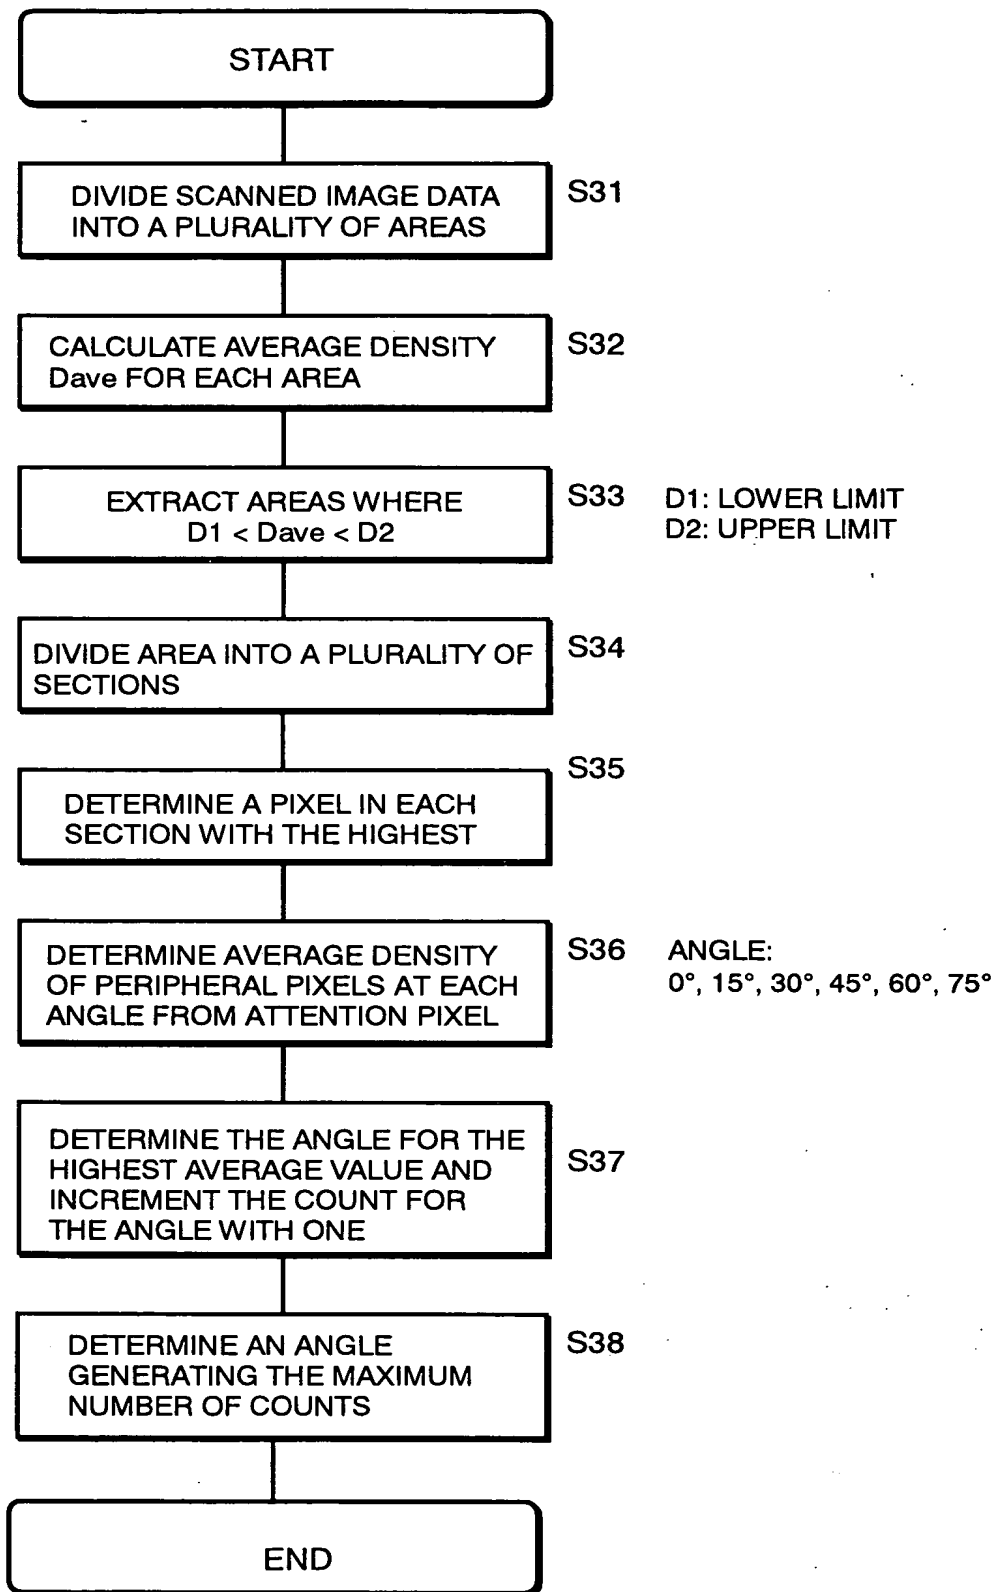 START
DIVIDE SCANNED IMAGE DATA
INTO A PLURALITY OF AREAS
S31
CALCULATE AVERAGE DENSITY
Dave FOR EACH AREA
S32
EXTRACT AREAS WHERE
D1 < Dave < D2
S33
D1: LOWER LIMIT
D2: UPPER LIMIT
DIVIDE AREA INTO A PLURALITY OF
SECTIONS
S34
DETERMINE A PIXEL IN EACH
SECTION WITH THE HIGHEST
S35
DETERMINE AVERAGE DENSITY
OF PERIPHERAL PIXELS AT EACH
ANGLE FROM ATTENTION PIXEL
S36
ANGLE:
0°, 15°, 30°, 45°, 60°, 75°
DETERMINE THE ANGLE FOR THE
HIGHEST AVERAGE VALUE AND
INCREMENT THE COUNT FOR
THE ANGLE WITH ONE
S37
DETERMINE AN ANGLE
GENERATING THE MAXIMUM
NUMBER OF COUNTS
S38
END